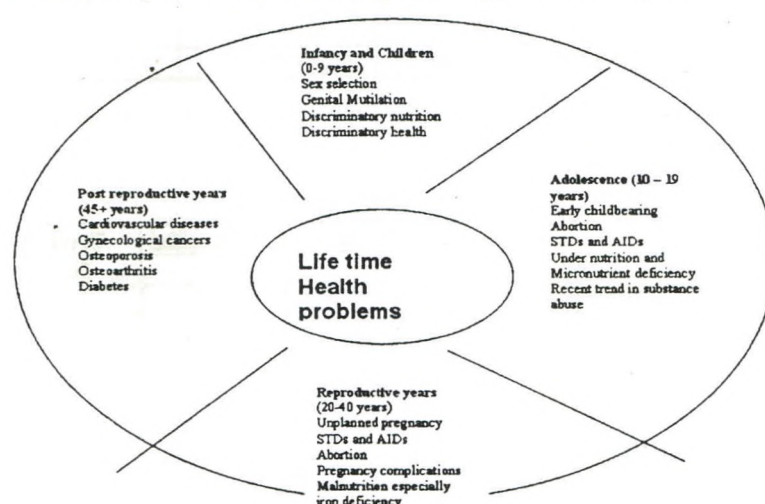 Infancy and Children
(0-9 years)
Sex selection
Genital Mutilation
Discriminatory nutrition
Discriminatory health
Adolescence (10 – 19
years)
Early childbearing
Abortion
STDs and AIDs
Under nutrition and
Micronutrient deficiency
Recent trend in substance
abuse
Post reproductive years
(45+ years)
Cardiovascular diseases
Gynecological cancers
Osteoporosis
Osteoarthritis
Diabetes
Life time
Health
problems
Reproductive years
(20-40 years)
Unplanned pregnancy
STDs and AIDs
Abortion
Pregnancy complications
Malnutrition especially
iron deficiency